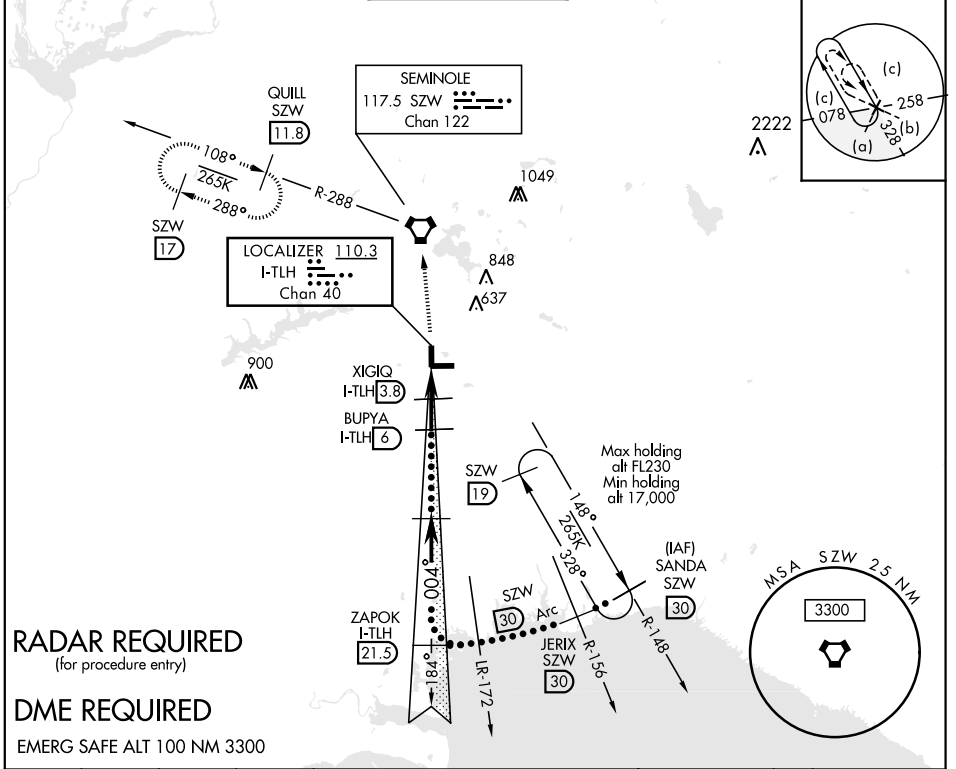 SEMINOLE
117.5 SZW
Chan 122
QUILL
SZW
11.8
108°
265K
288°
R-288
SZW
17
LOCALIZER 110.3
I-TLH
Chan 40
1049
848
637
2222
900
(c)
(c)
078
258
328
(b)
(a)
XIGIQ
I-TLH 3.8
BUPYA
I-TLH 6
SZW
19
148°
265K
328°
Max holding
alt FL230
Min holding
alt 17,000
(IAF)
SANDA
SZW
30
R-148
004°
SZW
30
Arc
ZAPOK
I-TLH
21.5
184°
LR-172
JERIX
SZW
30
R-156
MSA SZW 25 NM
3300
RADAR REQUIRED
(for procedure entry)
DME REQUIRED
EMERG SAFE ALT 100 NM 3300